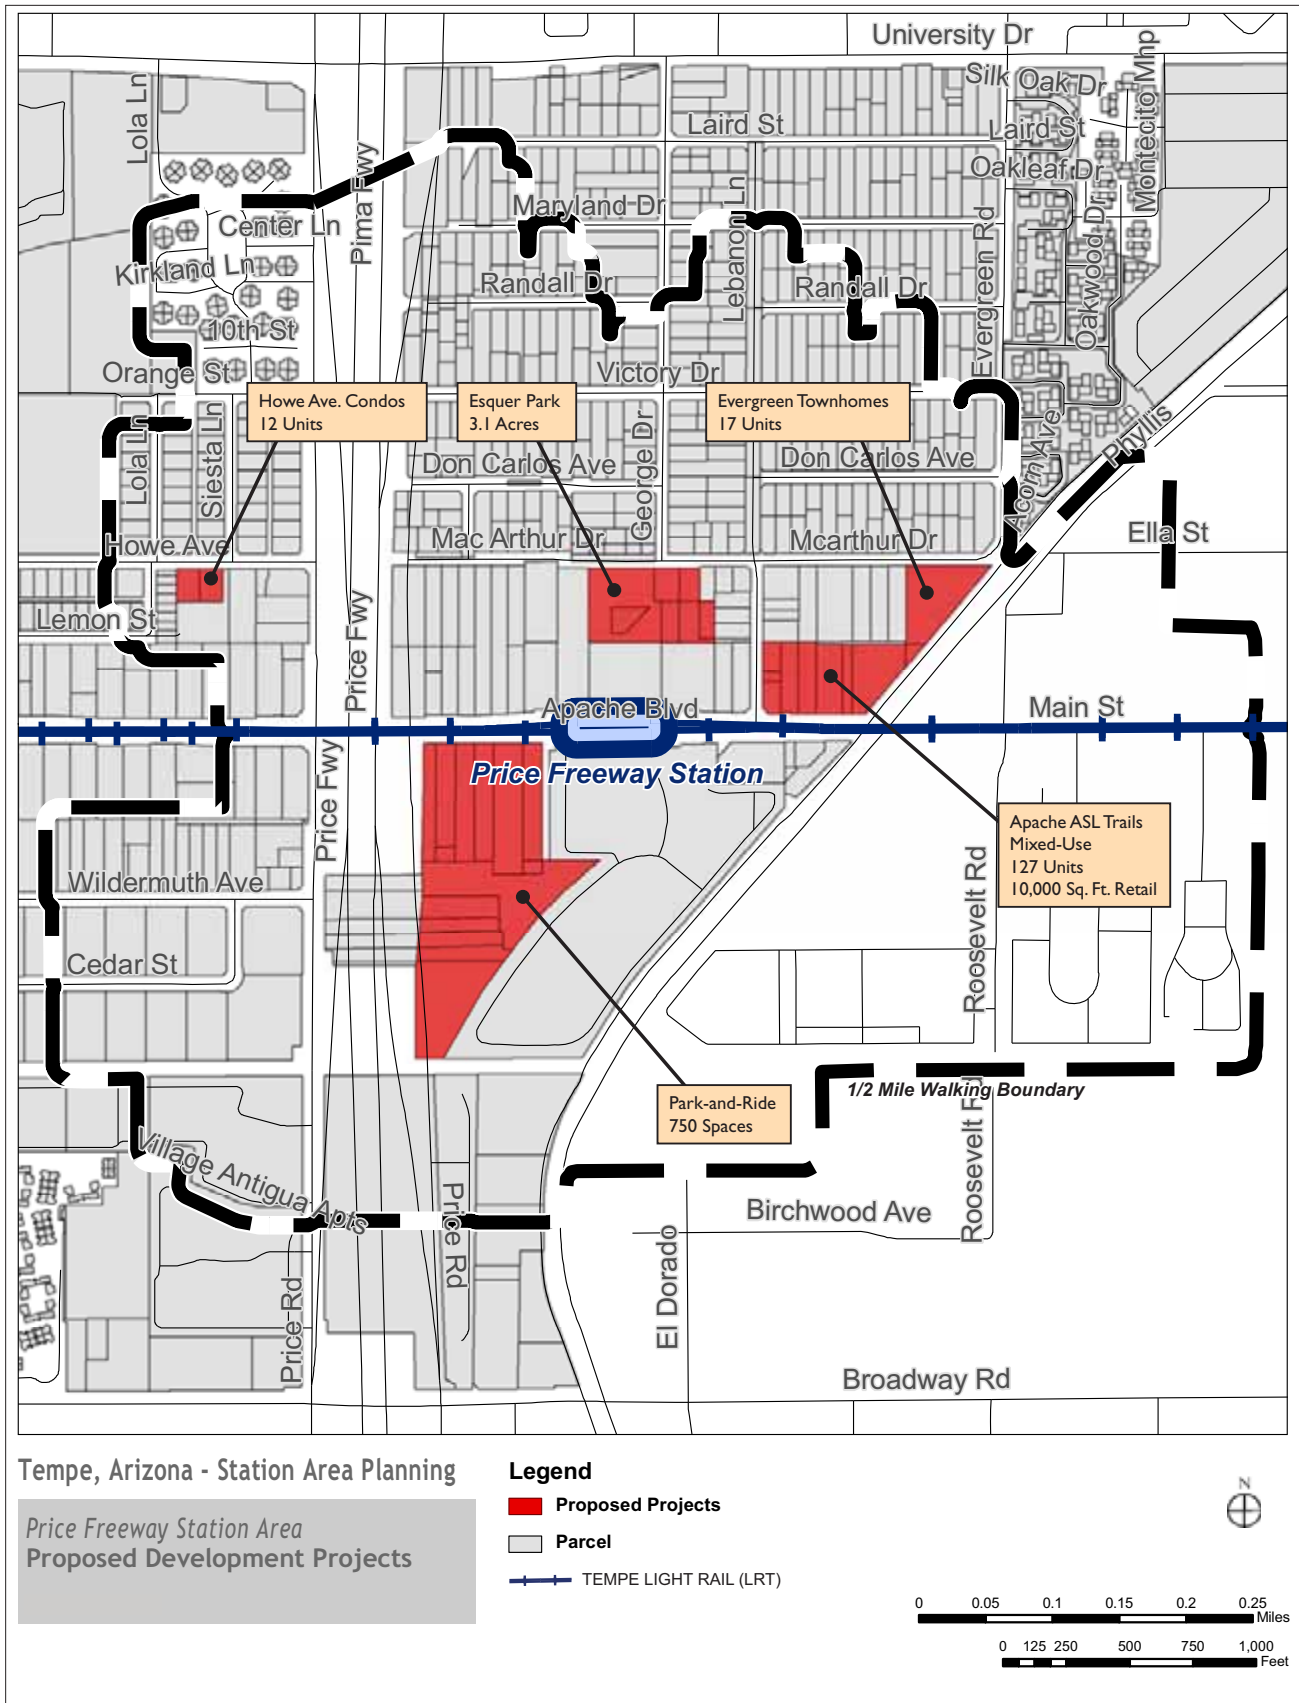 University Dr
Silk Oak Dr
Montecito Mhp
Lola Ln
Laird St
Laird St
Pima Fwy
Oakleaf Dr
Maryland Dr
Lebanon Ln
Center Ln
Evergreen Rd
Oakwood Dr
Kirkland Ln
Randall Dr
Randall Dr
10th St
Orange St
Victory Dr
Howe Ave. Condos
12 Units
Esquer Park
3.1 Acres
Evergreen Townhomes
17 Units
Phyllis
Lola Ln
Siesta Ln
Don Carlos Ave
George Dr
Don Carlos Ave
Acorn Ave
Howe Ave
Mac Arthur Dr
Mcarthur Dr
Ella St
Lemon St
Price Fwy
Apache Blvd
Main St
Price Freeway Station
Price Fwy
Apache ASL Trails
Mixed-Use
127 Units
10,000 Sq. Ft. Retail
Wildermuth Ave
Roosevelt Rd
Cedar St
1/2 Mile Walking Boundary
Park-and-Ride
750 Spaces
Village Antigua Apts
Price Rd
Roosevelt Rd
Birchwood Ave
El Dorado
Price Rd
Broadway Rd
Tempe, Arizona - Station Area Planning
Price Freeway Station Area
Proposed Development Projects
Legend
Proposed Projects
Parcel
TEMPE LIGHT RAIL (LRT)
N
0 0.05 0.1 0.15 0.2 0.25
Miles
0 125 250 500 750 1,000
Feet